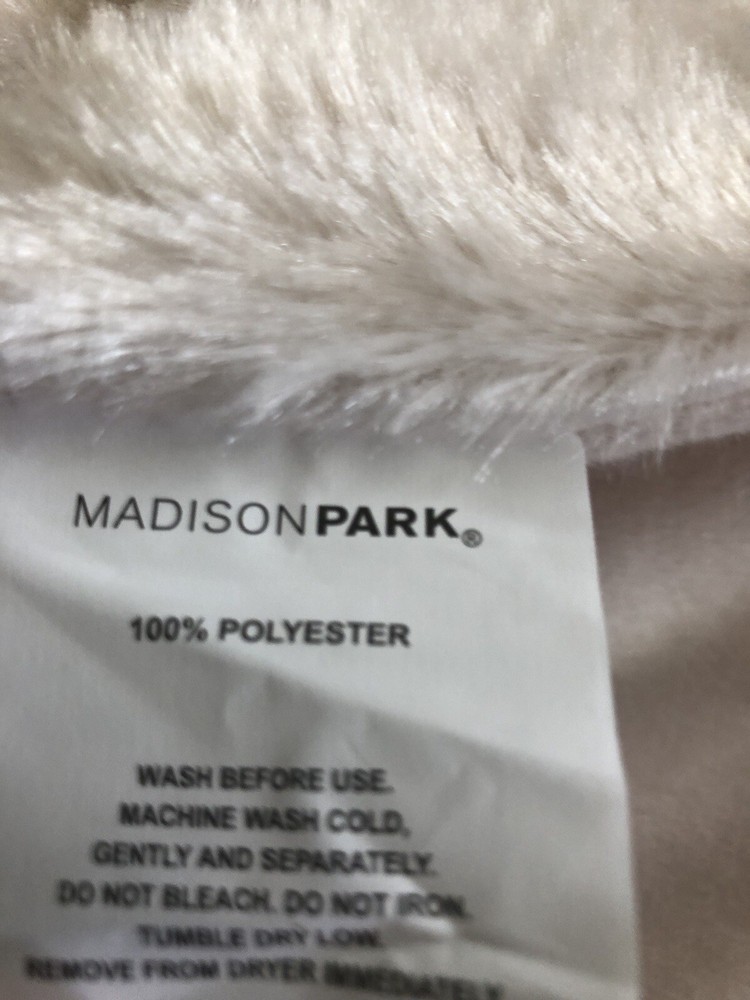 MADISONPARK®
100% POLYESTER
WASH BEFORE USE.
MACHINE WASH COLD,
GENTLY AND SEPARATELY.
DO NOT BLEACH. DO NOT IRON.
TUMBLE DRY LOW.
REMOVE FROM DRYER IMMEDIATELY